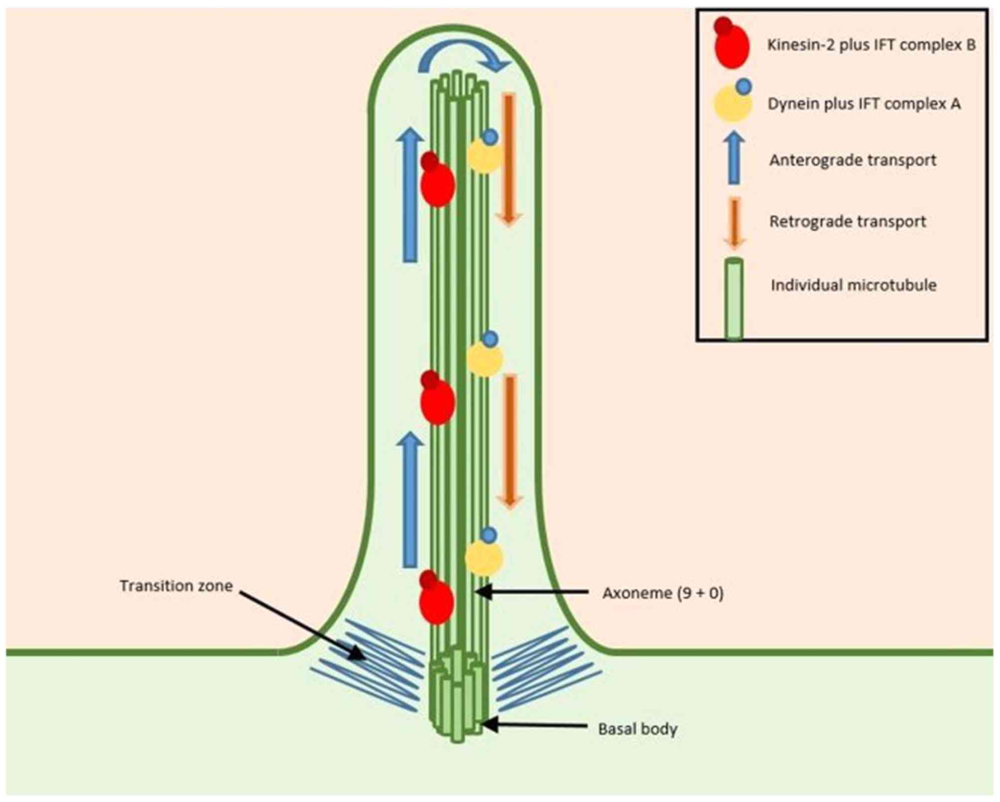 Kinesin-2 plus IFT complex B
Dynein plus IFT complex A
Anterograde transport
Retrograde transport
Individual microtubule
Transition zone
Axoneme (9 + 0)
Basal body